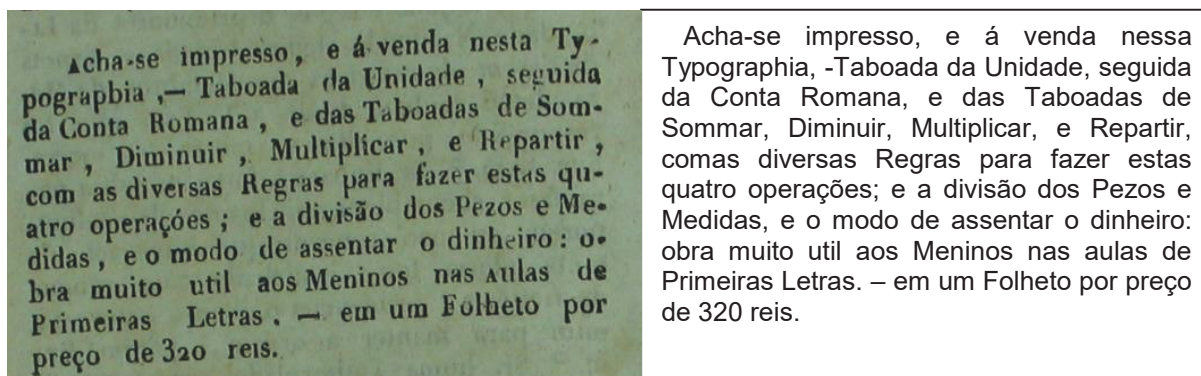 Acha-se impresso, e á venda nesta Ty-
pograpbia ,— Taboada da Unidade , seguida
da Conta Romana , e das Taboadas de Som-
mar , Diminuir , Multiplicar , e Repartir ,
com as diversas Regras para fazer estas qu-
atro operações ; e a divisão dos Pezos e Me-
didas , e o modo de assentar o dinheiro : o-
bra muito util aos Meninos nas Aulas de
Primeiras Letras . — em um Folheto por
preço de 320 reis.
Acha-se impresso, e á venda nessa
Typographia, -Taboada da Unidade, seguida
da Conta Romana, e das Taboadas de
Sommar, Diminuir, Multiplicar, e Repartir,
comas diversas Regras para fazer estas
quatro operações; e a divisão dos Pezos e
Medidas, e o modo de assentar o dinheiro:
obra muito util aos Meninos nas aulas de
Primeiras Letras. – em um Folheto por preço
de 320 reis.